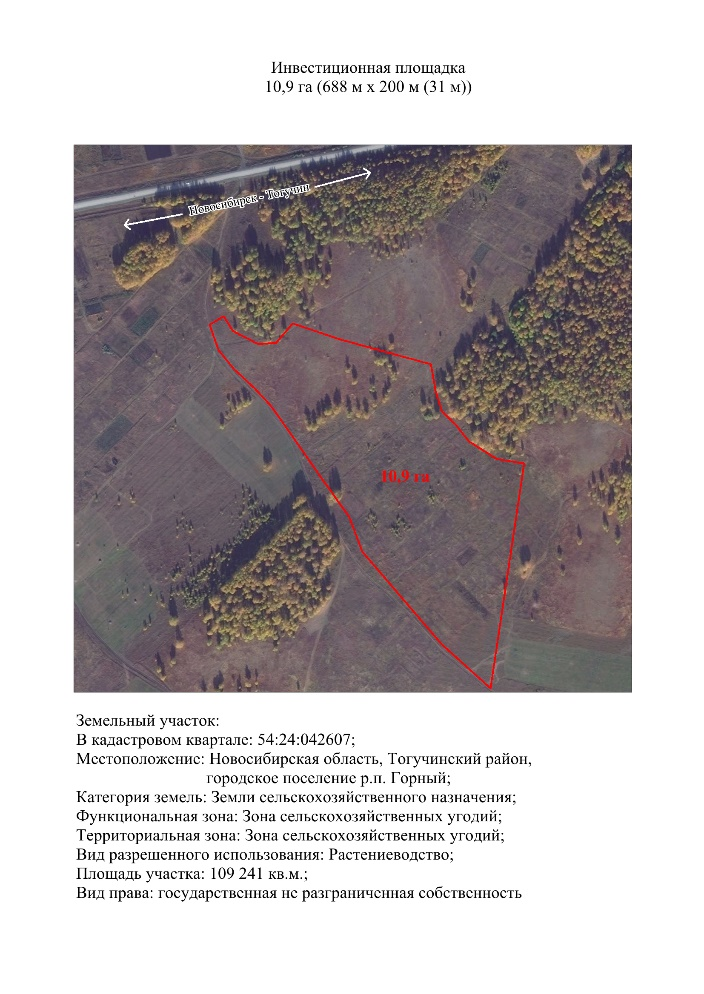 Инвестиционная площадка
10,9 га (688 м х 200 м (31 м))
Новосибирск - Тогучин
10,9 га
Земельный участок:
В кадастровом квартале: 54:24:042607;
Местоположение: Новосибирская область, Тогучинский район,
городское поселение р.п. Горный;
Категория земель: Земли сельскохозяйственного назначения;
Функциональная зона: Зона сельскохозяйственных угодий;
Территориальная зона: Зона сельскохозяйственных угодий;
Вид разрешенного использования: Растениеводство;
Площадь участка: 109 241 кв.м.;
Вид права: государственная не разграниченная собственность